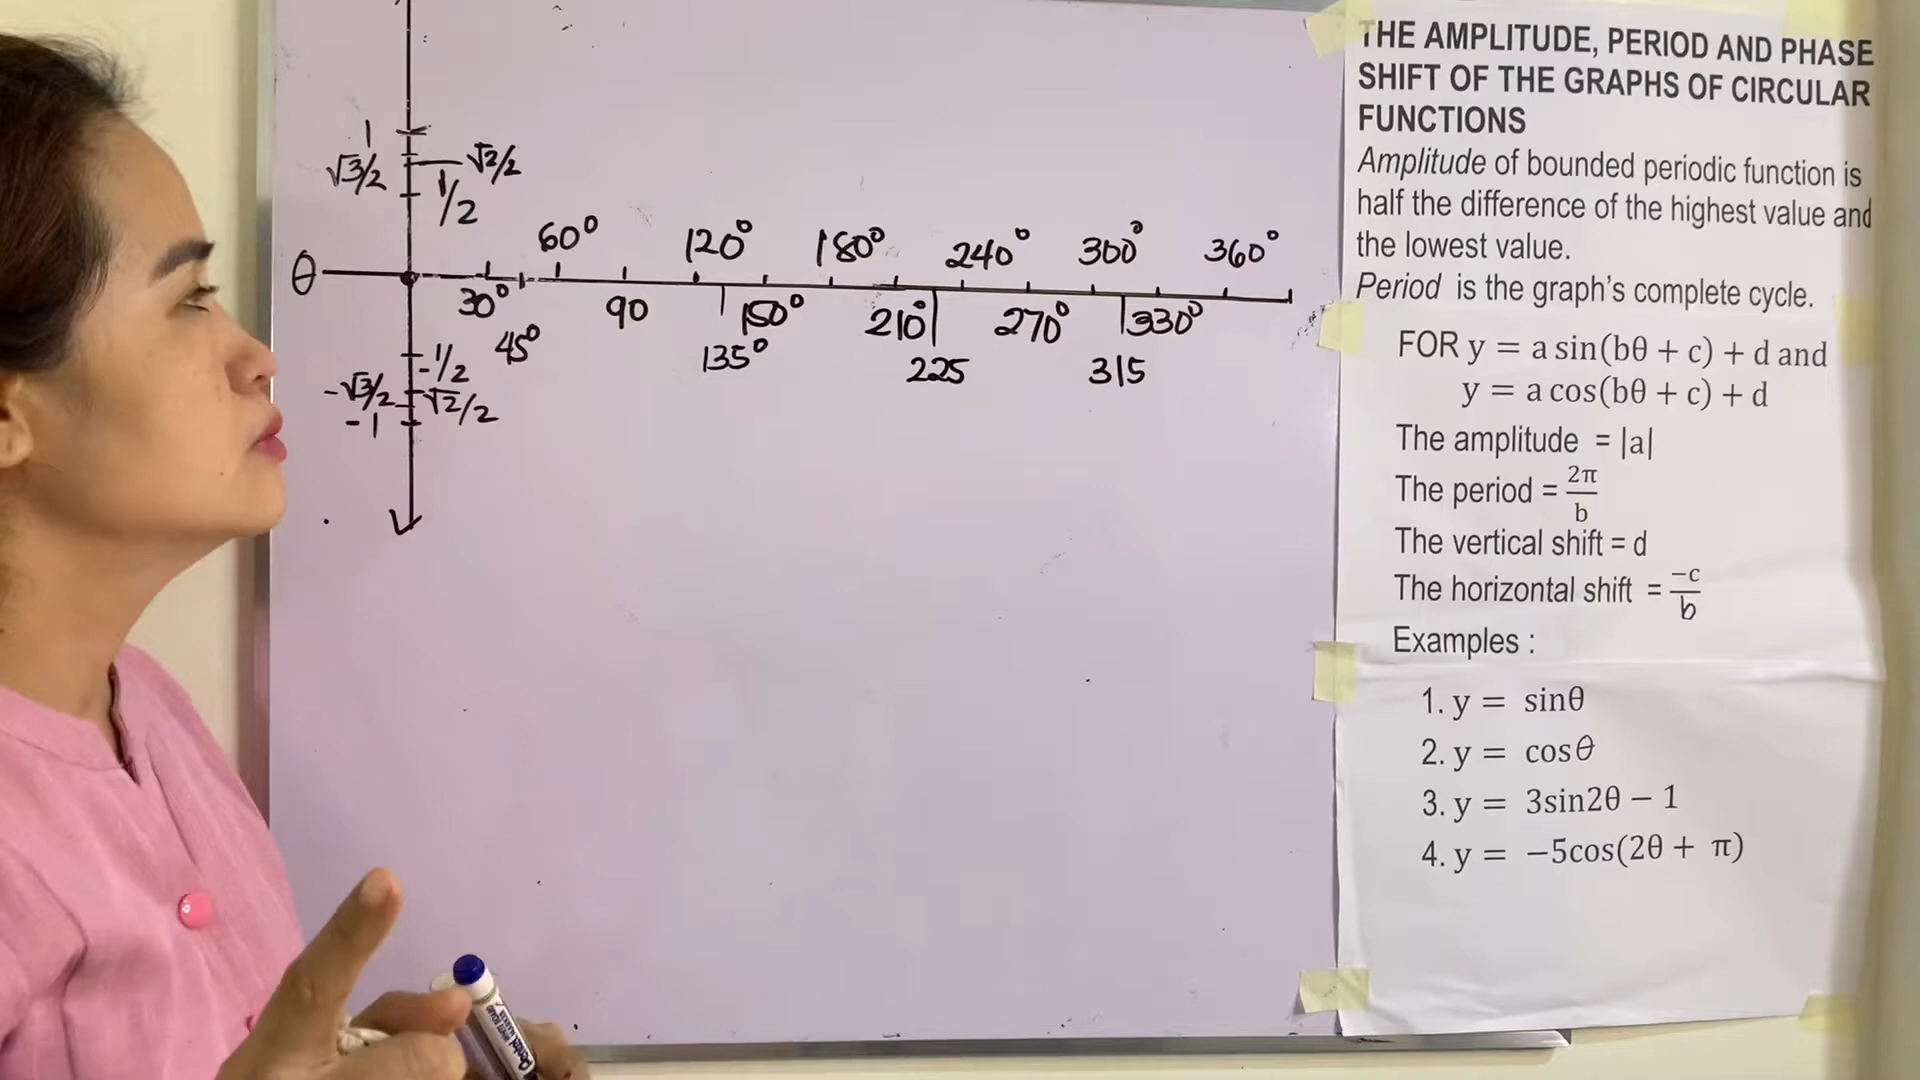 1
√3/2 √2/2
1/2
60° 120° 180° 240° 300° 360°
θ
30° 90 150° 210° 270° 330°
45° 135° 225 315
-1/2
-√3/2 √2/2
-1
THE AMPLITUDE, PERIOD AND PHASE
SHIFT OF THE GRAPHS OF CIRCULAR
FUNCTIONS
Amplitude of bounded periodic function is
half the difference of the highest value and
the lowest value.
Period is the graph's complete cycle.
FOR y = a sin(bθ + c) + d and
y = a cos(bθ + c) + d
The amplitude = |a|
The period = 2π/b
The vertical shift = d
The horizontal shift = -c/b
Examples :
1. y = sinθ
2. y = cosθ
3. y = 3sin2θ − 1
4. y = −5cos(2θ + π)
Pentel